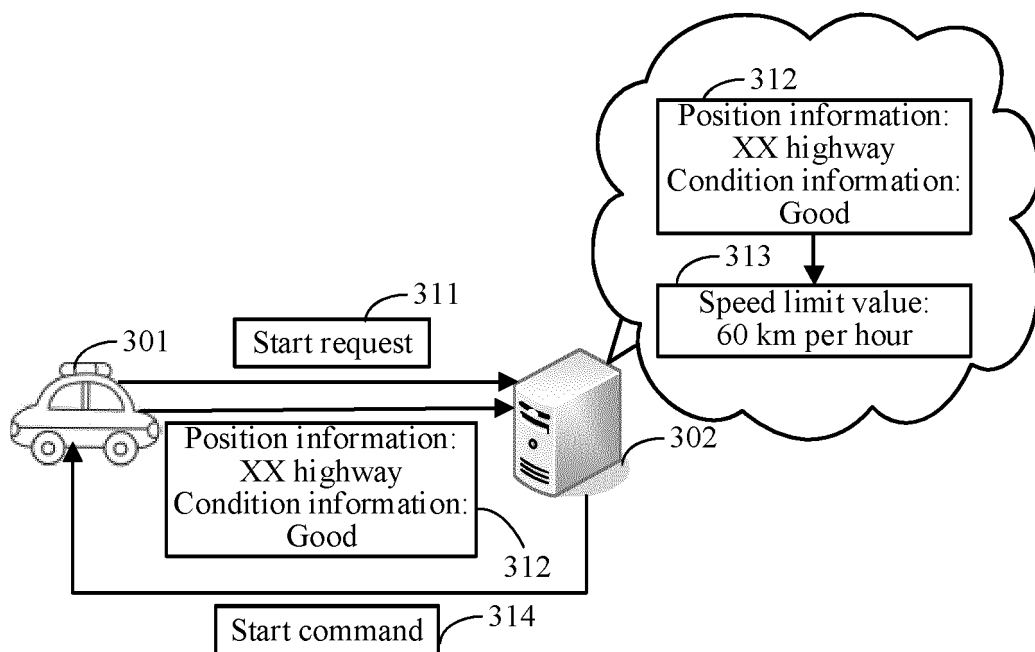 312
Position information:
XX highway
Condition information:
Good
313
Speed limit value:
60 km per hour
311
Start request
301
302
Position information:
XX highway
Condition information:
Good
312
Start command
314